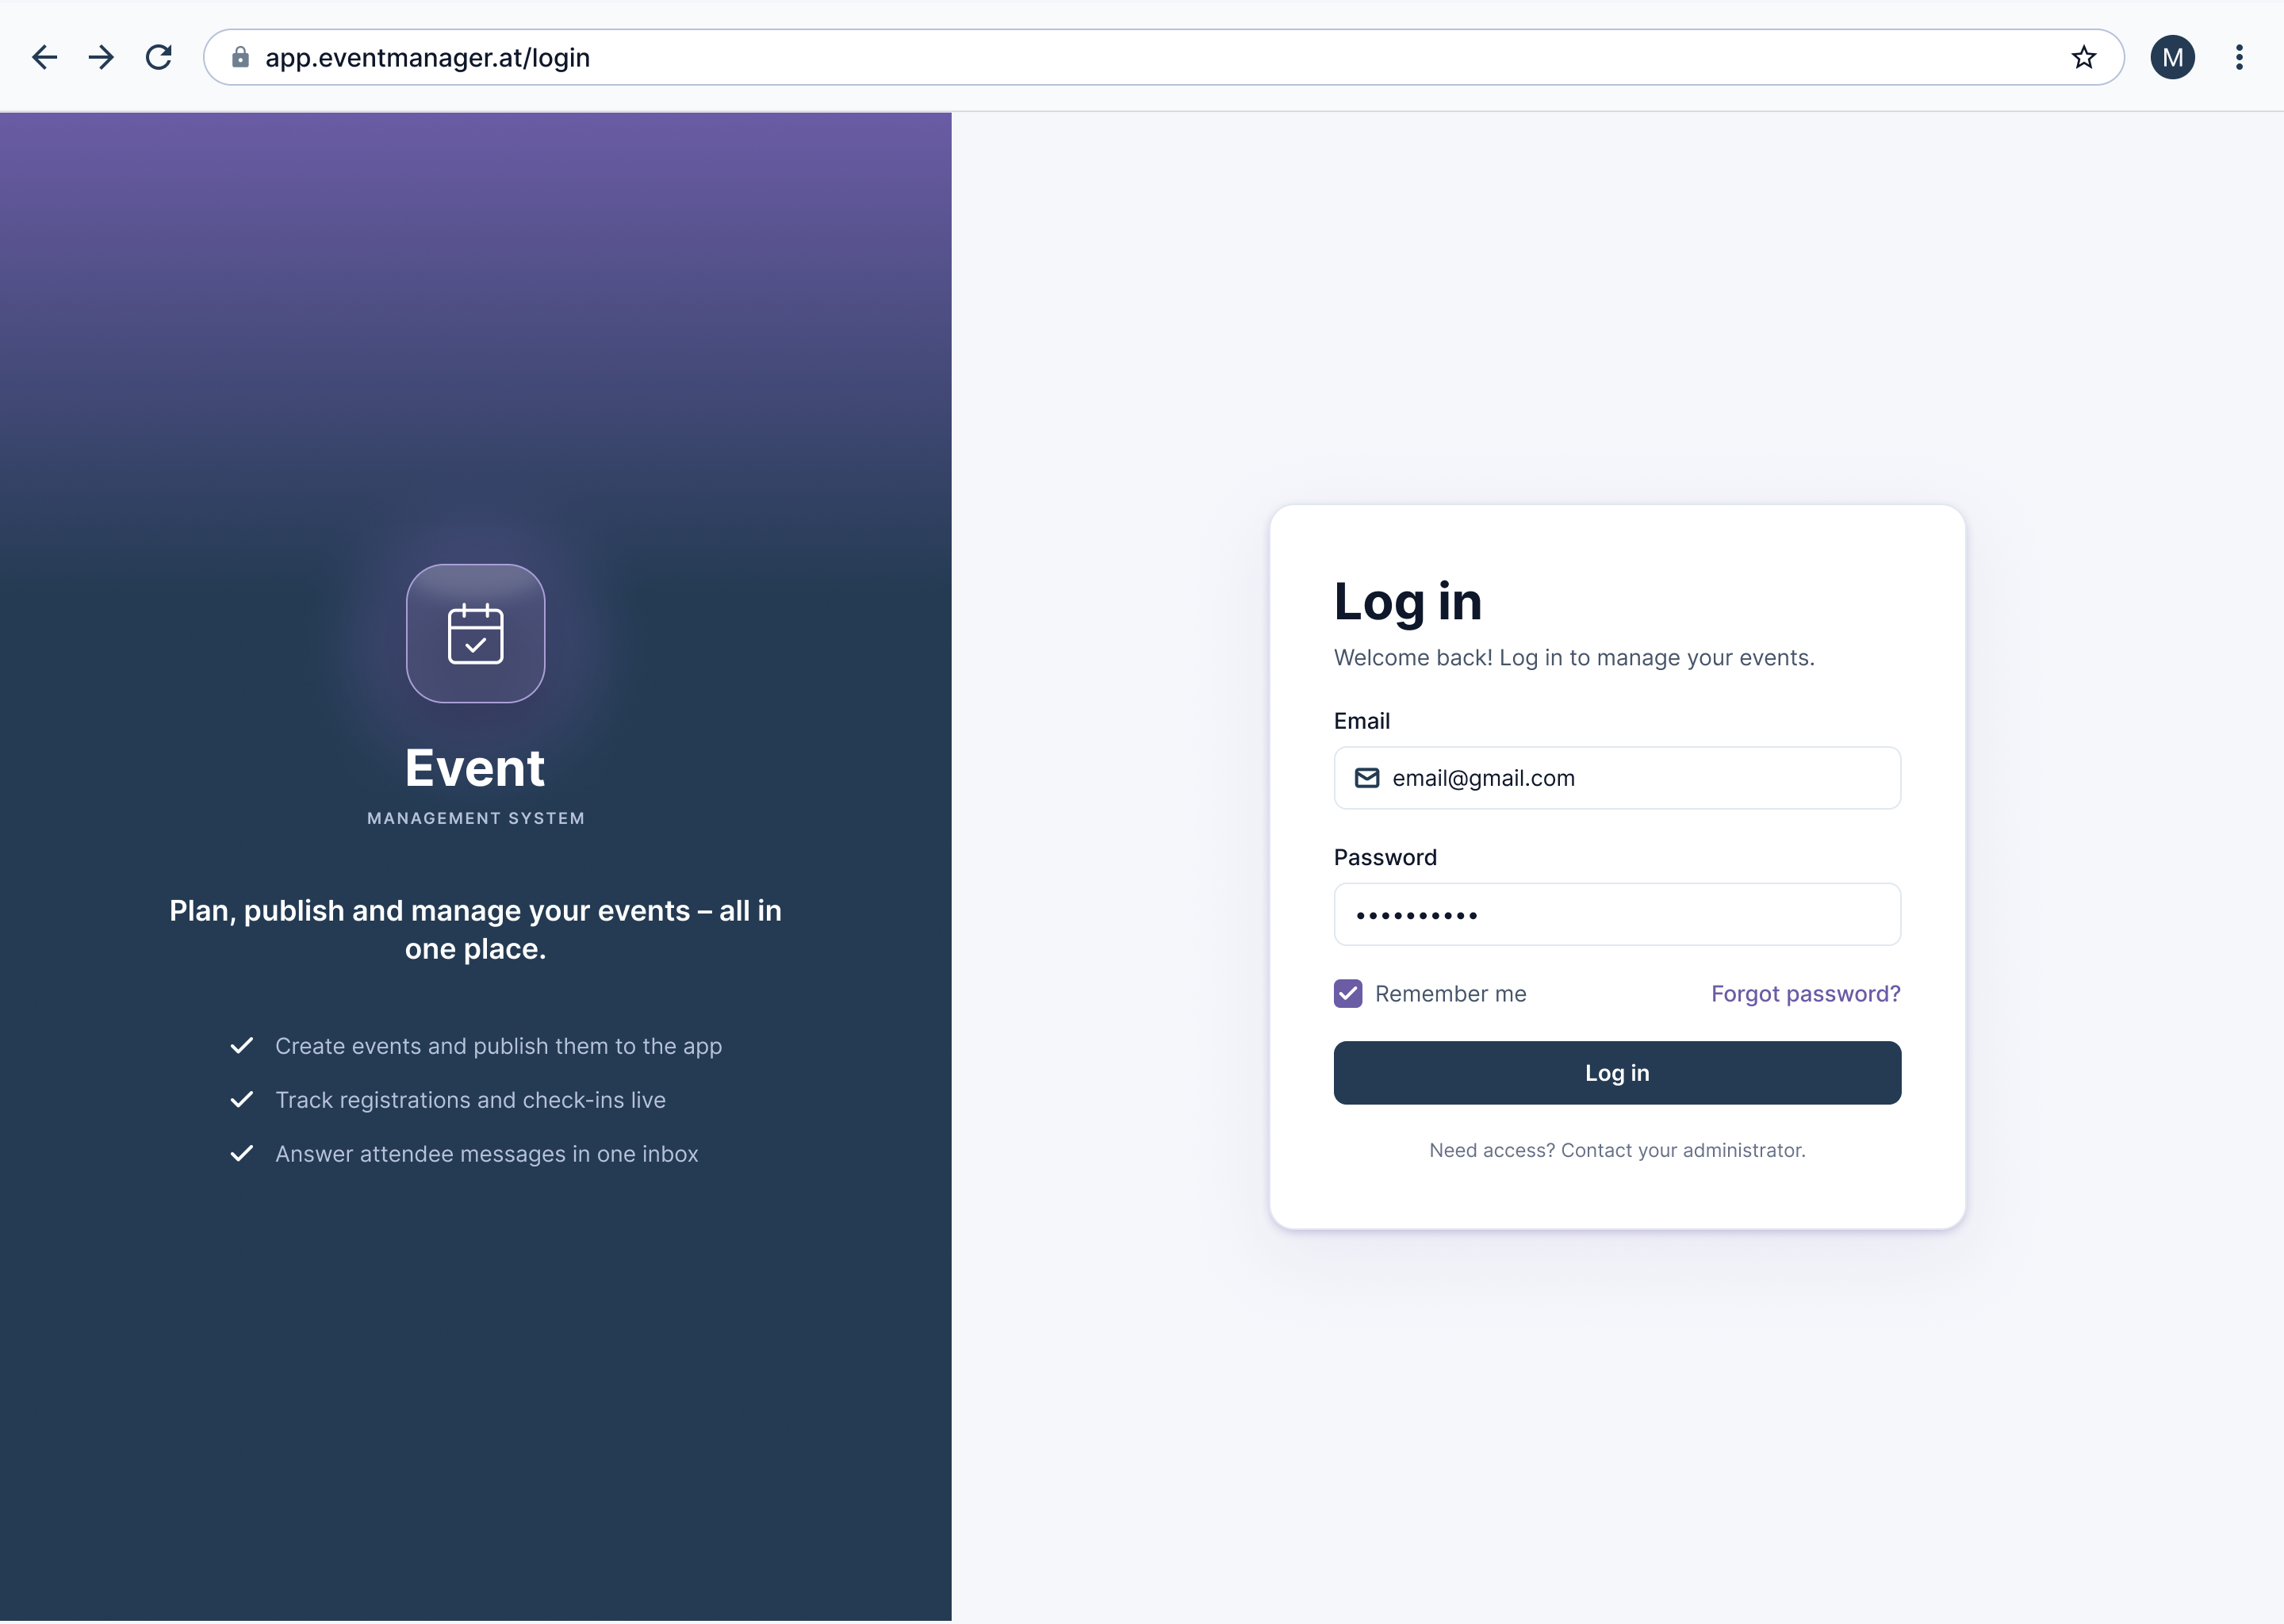 app.eventmanager.at/login
M
Event
MANAGEMENT SYSTEM
Plan, publish and manage your events – all in
one place.
Create events and publish them to the app
Track registrations and check-ins live
Answer attendee messages in one inbox
Log in
Welcome back! Log in to manage your events.
Email
email@gmail.com
Password
••••••••••
Remember me
Forgot password?
Log in
Need access? Contact your administrator.